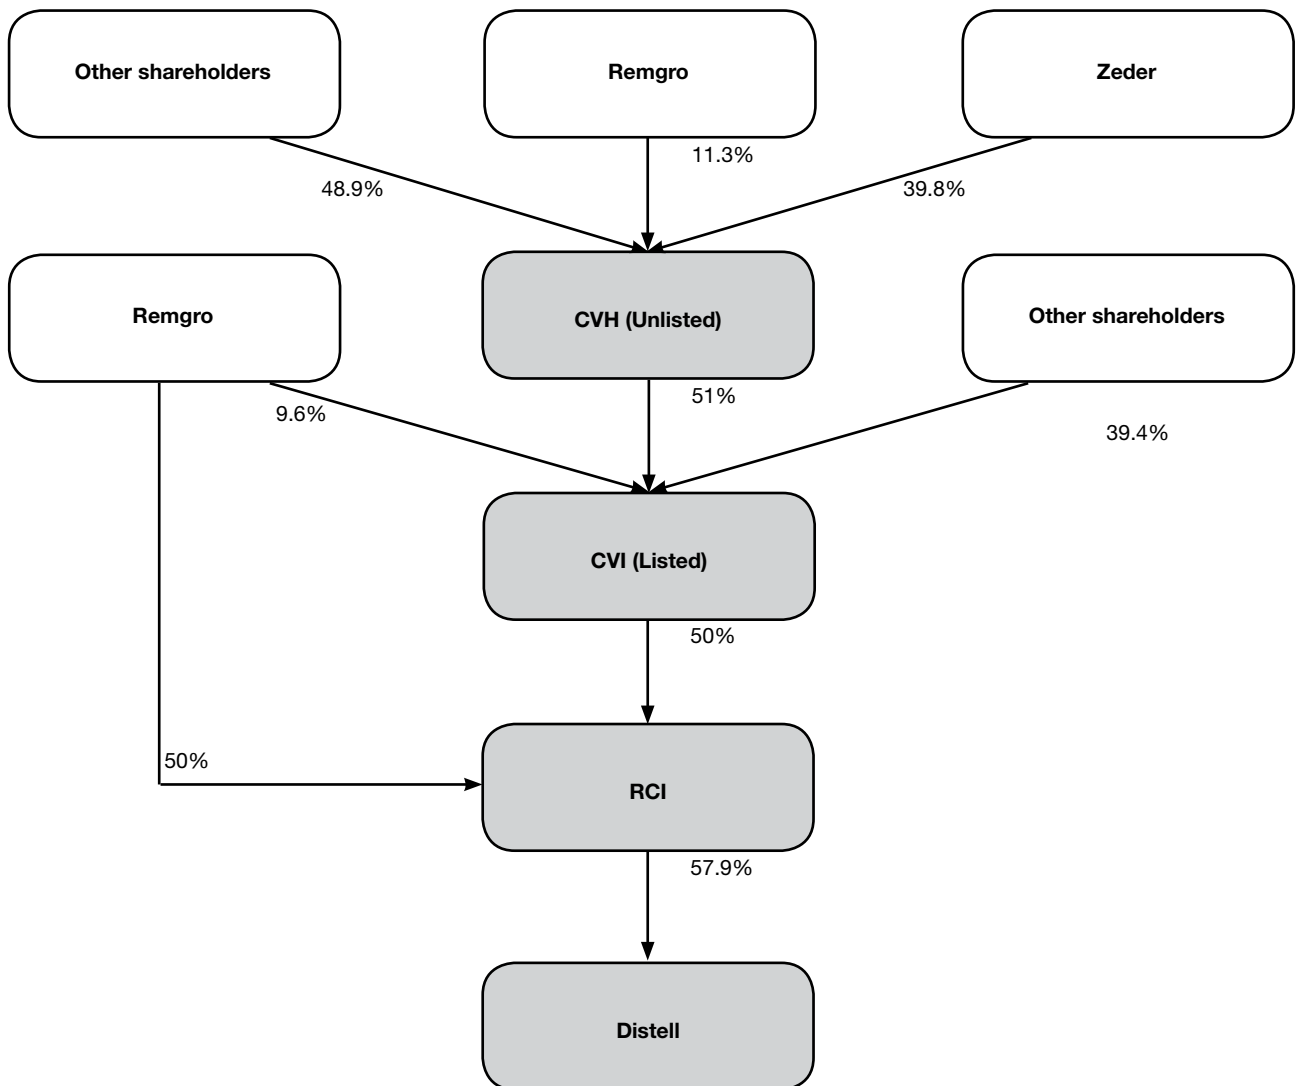 Other shareholders
Remgro
Zeder
11.3%
48.9%
39.8%
Remgro
CVH (Unlisted)
Other shareholders
51%
9.6%
39.4%
CVI (Listed)
50%
50%
RCI
57.9%
Distell